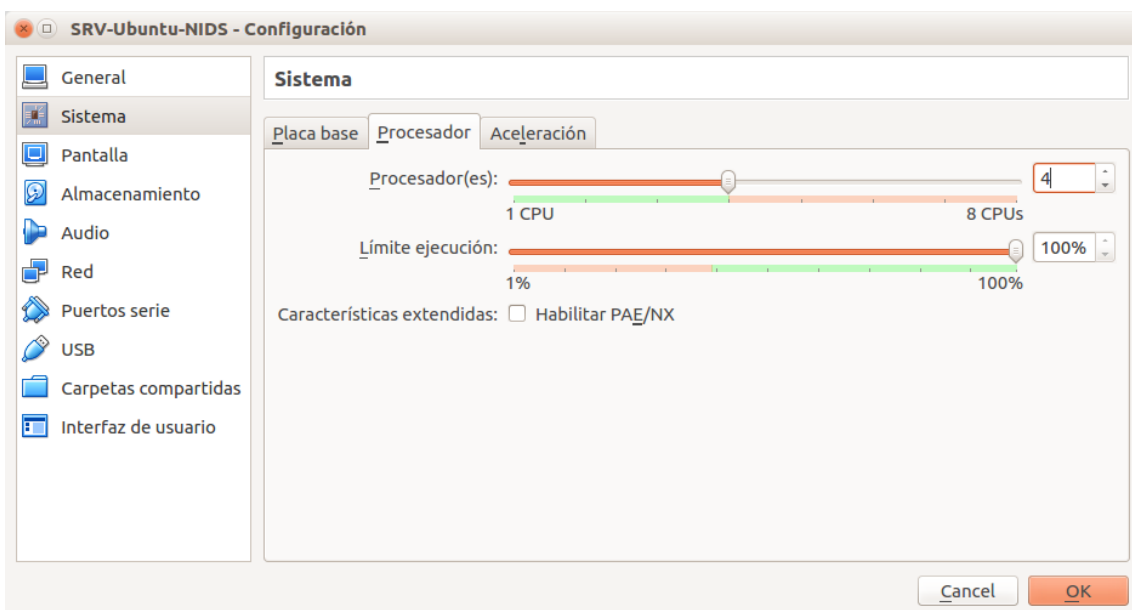 SRV-Ubuntu-NIDS - Configuración
General
Sistema
Pantalla
Almacenamiento
Audio
Red
Puertos serie
USB
Carpetas compartidas
Interfaz de usuario
Sistema
Placa base Procesador Aceleración
Procesador(es): 4
1 CPU 8 CPUs
Límite ejecución: 100%
1% 100%
Características extendidas: Habilitar PAE/NX
Cancel OK